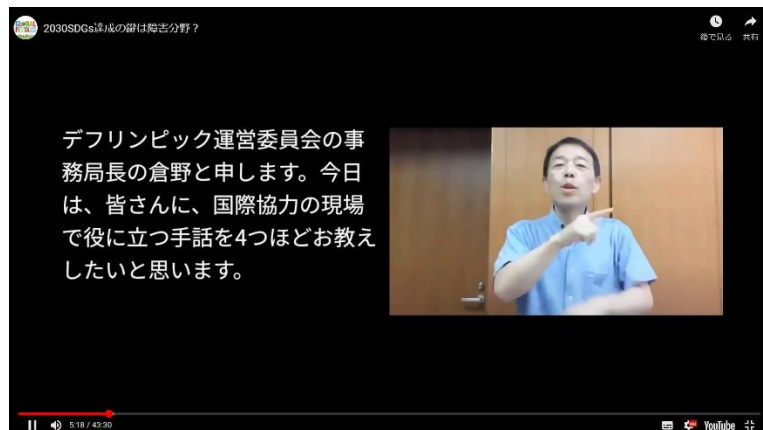 2030SDGs達成の鍵は障害分野？
後で見る 共有
デフリンピック運営委員会の事
務局長の倉野と申します。今日
は、皆さんに、国際協力の現場
で役に立つ手話を4つほどお教え
したいと思います。
5:18 / 43:30
YouTube